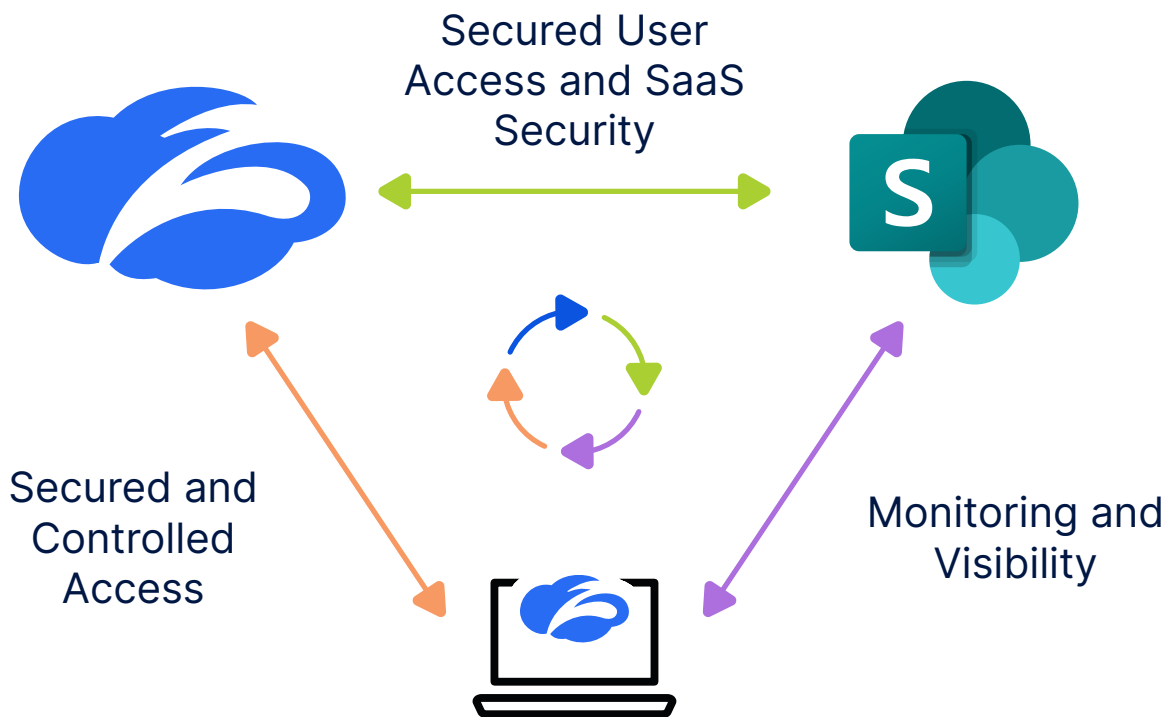 Secured User
Access and SaaS
Security
S
Secured and
Controlled
Access
Monitoring and
Visibility